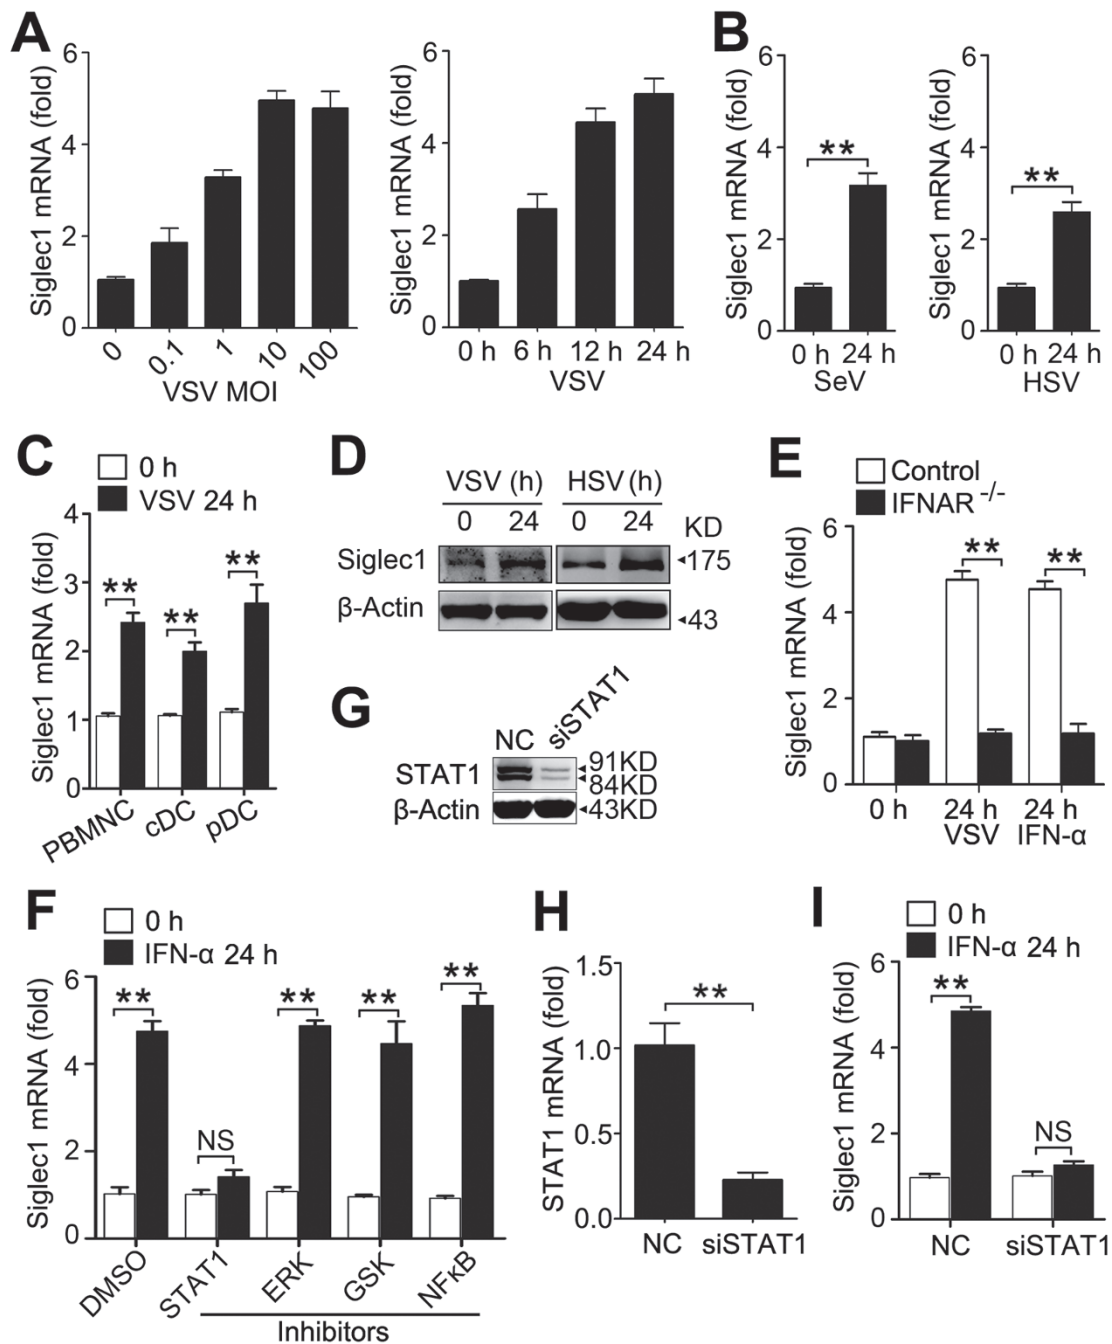 A
Siglec1 mRNA (fold)
6
4
2
0
0
0.1
1
10
100
VSV MOI
Siglec1 mRNA (fold)
6
4
2
0
0 h
6 h
12 h
24 h
VSV
B
Siglec1 mRNA (fold)
6
4
2
0
**
0 h
24 h
SeV
Siglec1 mRNA (fold)
6
4
2
0
**
0 h
24 h
HSV
C
0 h
VSV 24 h
Siglec1 mRNA (fold)
4
3
2
1
0
**
**
**
PBMNC
cDC
pDC
D
VSV (h)
HSV (h)
0
24
0
24
KD
Siglec1
175
β-Actin
43
E
Control
IFNAR -/-
Siglec1 mRNA (fold)
6
4
2
0
**
**
0 h
24 h
VSV
24 h
IFN-α
G
NC
siSTAT1
STAT1
91KD
84KD
β-Actin
43KD
F
0 h
IFN-α 24 h
Siglec1 mRNA (fold)
6
4
2
0
**
NS
**
**
**
DMSO
STAT1
ERK
GSK
NFκB
Inhibitors
H
STAT1 mRNA (fold)
1.5
1.0
0.5
0.0
**
NC
siSTAT1
I
0 h
IFN-α 24 h
Siglec1 mRNA (fold)
6
4
2
0
**
NS
NC
siSTAT1